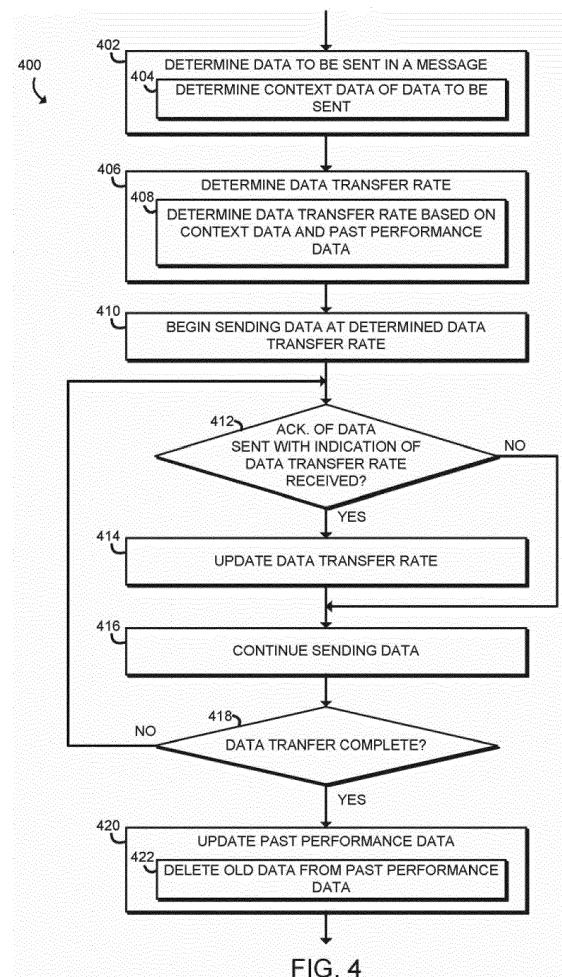 400
402
DETERMINE DATA TO BE SENT IN A MESSAGE
404
DETERMINE CONTEXT DATA OF DATA TO BE
SENT
406
DETERMINE DATA TRANSFER RATE
408
DETERMINE DATA TRANSFER RATE BASED ON
CONTEXT DATA AND PAST PERFORMANCE
DATA
410
BEGIN SENDING DATA AT DETERMINED DATA
TRANSFER RATE
412
ACK. OF DATA
SENT WITH INDICATION OF
DATA TRANSFER RATE
RECEIVED?
NO
YES
414
UPDATE DATA TRANSFER RATE
416
CONTINUE SENDING DATA
418
NO
DATA TRANFER COMPLETE?
YES
420
UPDATE PAST PERFORMANCE DATA
422
DELETE OLD DATA FROM PAST PERFORMANCE
DATA
FIG. 4